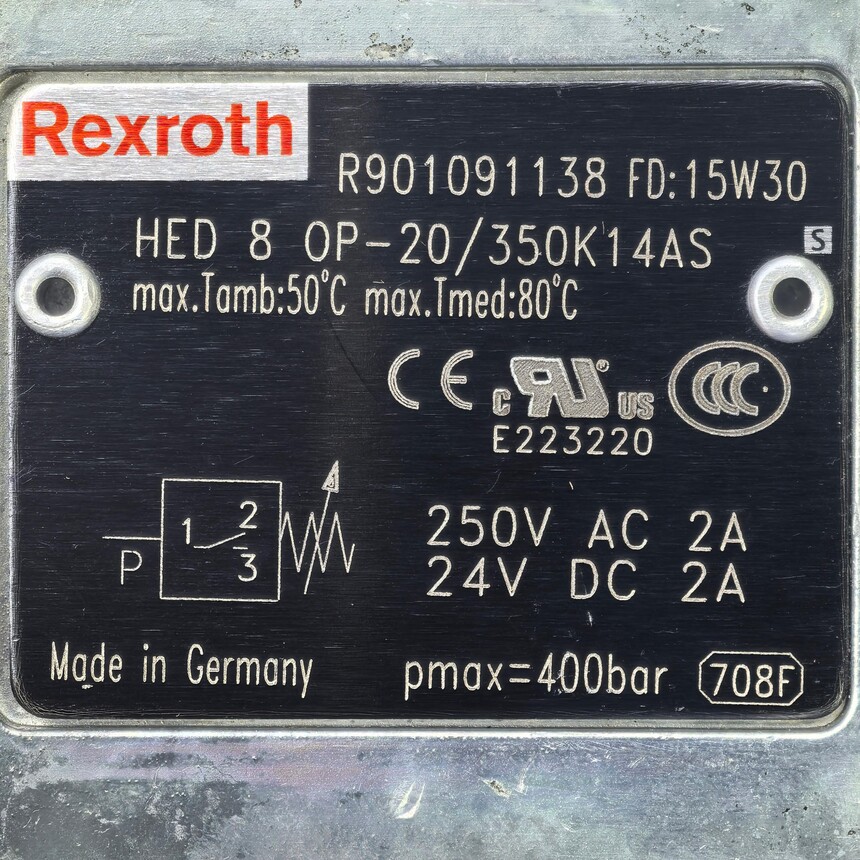 Rexroth
R901091138 FD:15W30
HED 8 OP-20/350K14AS
S
max.Tamb:50°C max.Tmed:80°C
CE C RU® US CCC
E223220
P 1 2 3
250V AC 2A
24V DC 2A
Made in Germany pmax=400bar 708F